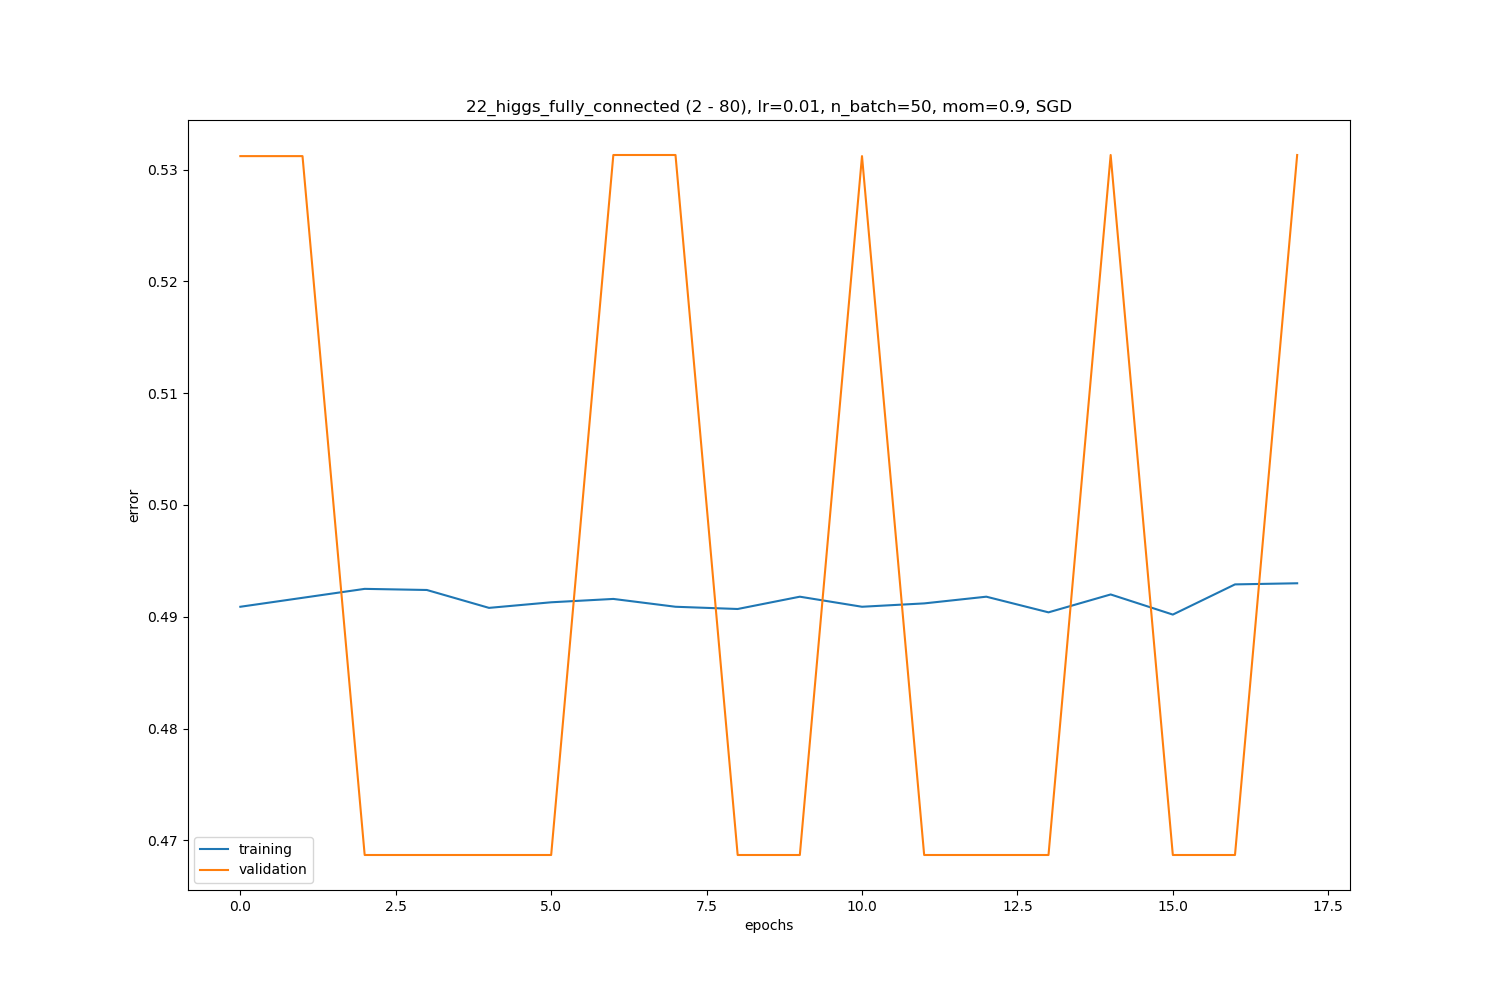 22_higgs_fully_connected (2 - 80), lr=0.01, n_batch=50, mom=0.9, SGD
0.53
0.52
0.51
0.50
0.49
0.48
0.47
error
training
validation
0.0 2.5 5.0 7.5 10.0 12.5 15.0 17.5
epochs